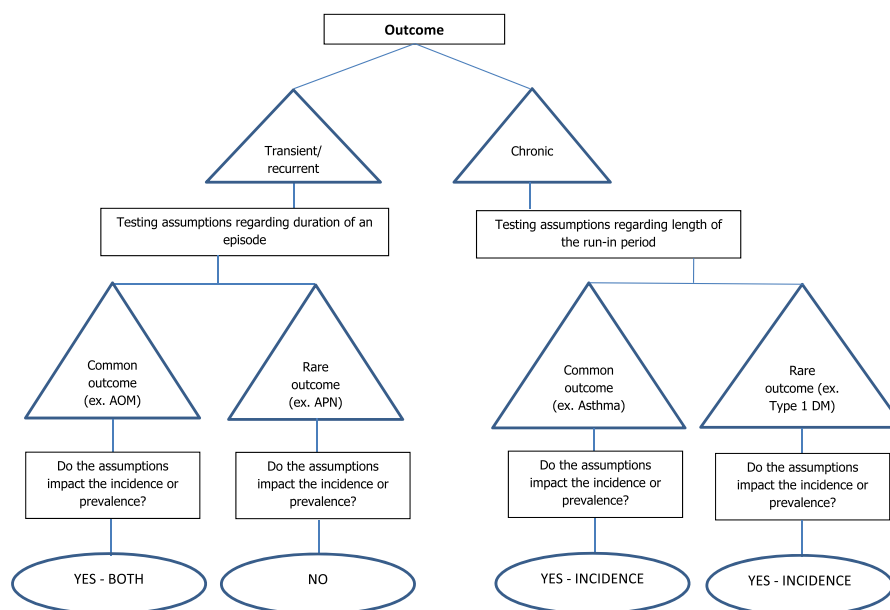 Outcome
Transient/
recurrent
Chronic
Testing assumptions regarding duration of an
episode
Testing assumptions regarding length of
the run-in period
Common
outcome
(ex. AOM)
Rare
outcome
(ex. APN)
Common
outcome
(ex. Asthma)
Rare
outcome (ex.
Type 1 DM)
Do the assumptions
impact the incidence or
prevalence?
Do the assumptions
impact the incidence or
prevalence?
Do the assumptions
impact the incidence or
prevalence?
Do the assumptions
impact the incidence or
prevalence?
YES - BOTH
NO
YES - INCIDENCE
YES - INCIDENCE